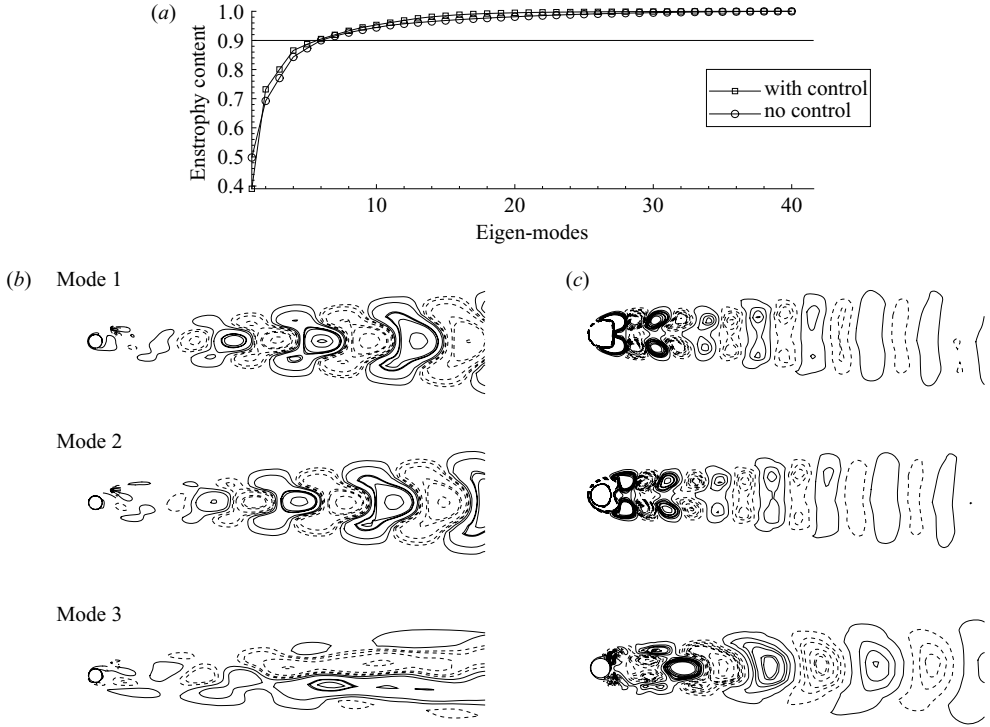 (a)
1.0
0.9
0.8
0.7
0.6
0.5
0.4
Enstrophy content
with control
no control
10 20 30 40
Eigen-modes
(b) Mode 1 (c)
Mode 2
Mode 3